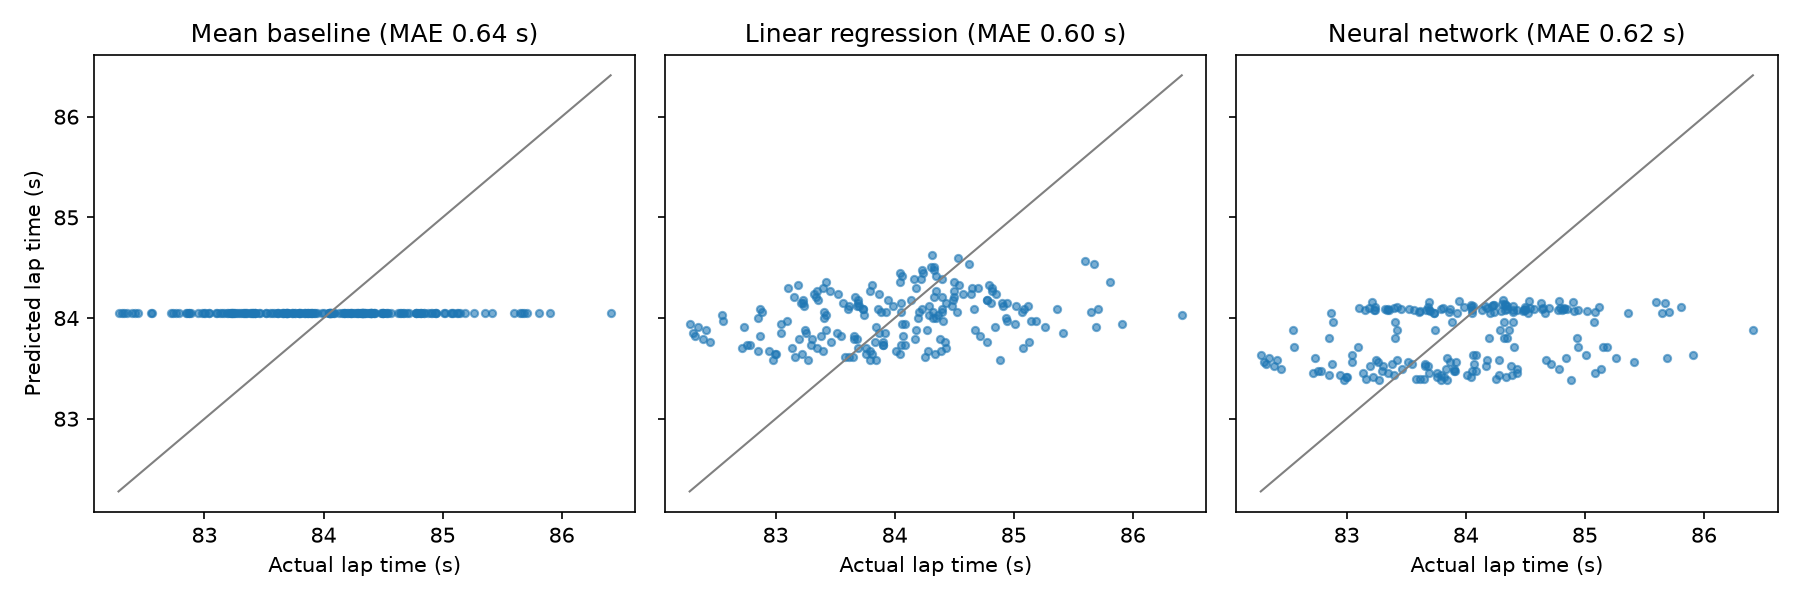 Mean baseline (MAE 0.64 s)
Linear regression (MAE 0.60 s)
Neural network (MAE 0.62 s)
Predicted lap time (s)
86
85
84
83
83 84 85 86
83 84 85 86
83 84 85 86
Actual lap time (s)
Actual lap time (s)
Actual lap time (s)